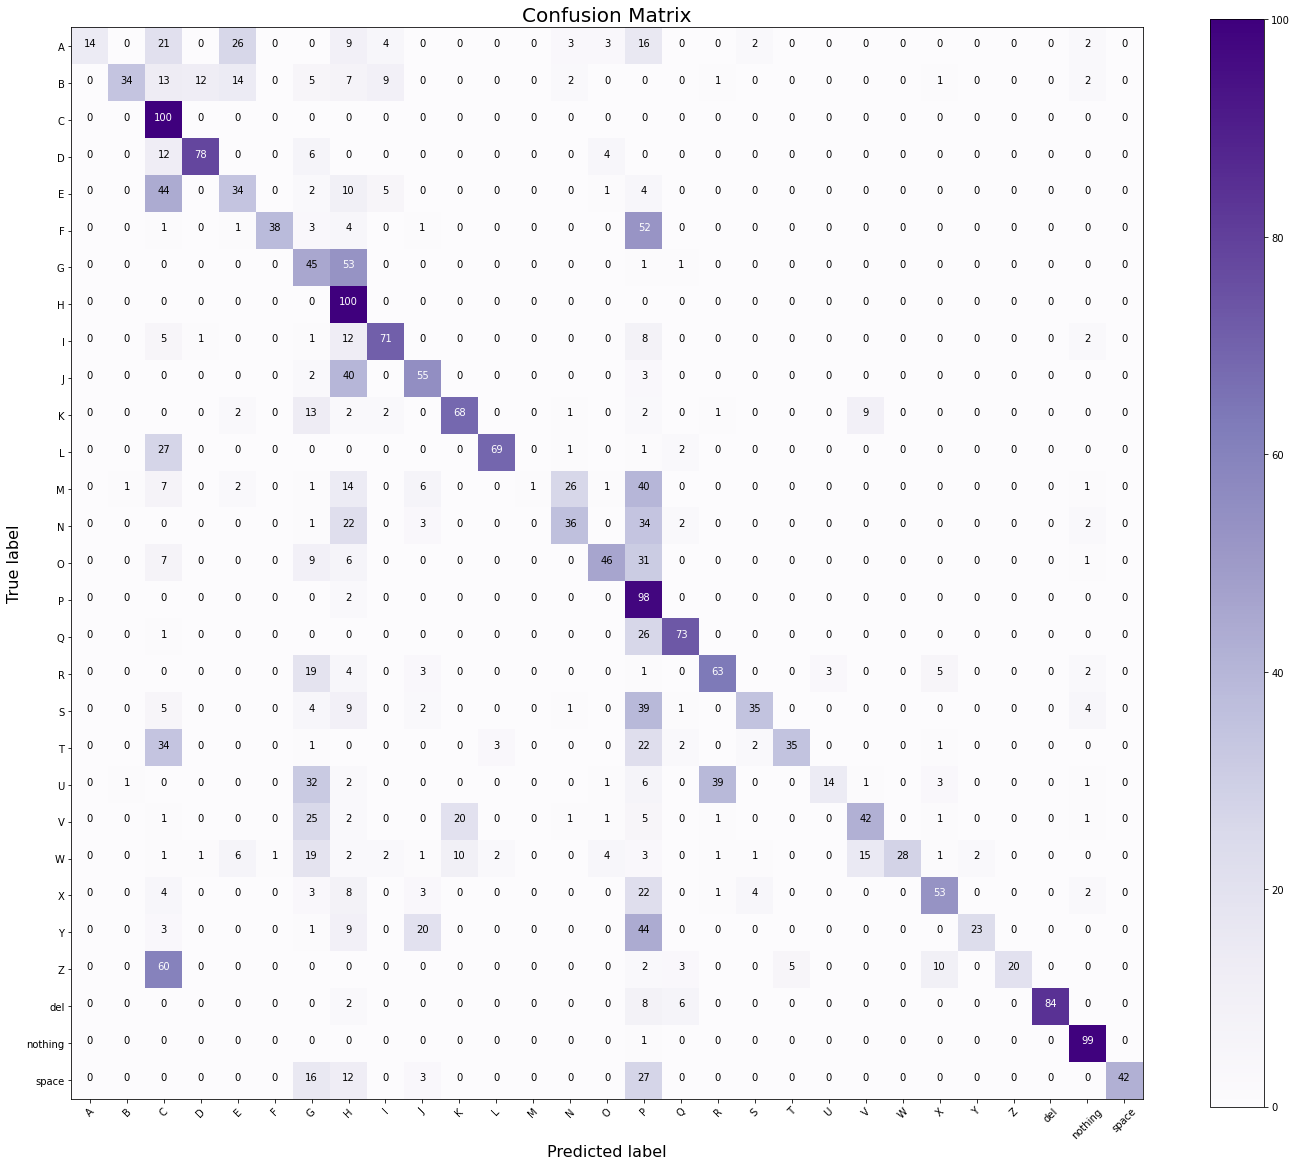 Confusion Matrix
A 14 0 21 0 26 0 0 9 4 0 0 0 0 3 3 16 0 0 2 0 0 0 0 0 0 0 0 2 0
B 0 34 13 12 14 0 5 7 9 0 0 0 0 2 0 0 0 1 0 0 0 0 0 1 0 0 0 2 0
C 0 0 100 0 0 0 0 0 0 0 0 0 0 0 0 0 0 0 0 0 0 0 0 0 0 0 0 0 0
D 0 0 12 78 0 0 6 0 0 0 0 0 0 0 4 0 0 0 0 0 0 0 0 0 0 0 0 0 0
E 0 0 44 0 34 0 2 10 5 0 0 0 0 0 1 4 0 0 0 0 0 0 0 0 0 0 0 0 0
F 0 0 1 0 1 38 3 4 0 1 0 0 0 0 0 52 0 0 0 0 0 0 0 0 0 0 0 0 0
G 0 0 0 0 0 0 45 53 0 0 0 0 0 0 0 1 1 0 0 0 0 0 0 0 0 0 0 0 0
H 0 0 0 0 0 0 0 100 0 0 0 0 0 0 0 0 0 0 0 0 0 0 0 0 0 0 0 0 0
I 0 0 5 1 0 0 1 12 71 0 0 0 0 0 0 8 0 0 0 0 0 0 0 0 0 0 0 2 0
J 0 0 0 0 0 0 2 40 0 55 0 0 0 0 0 3 0 0 0 0 0 0 0 0 0 0 0 0 0
K 0 0 0 0 2 0 13 2 2 0 68 0 0 1 0 2 0 1 0 0 0 9 0 0 0 0 0 0 0
L 0 0 27 0 0 0 0 0 0 0 0 69 0 1 0 1 2 0 0 0 0 0 0 0 0 0 0 0 0
M 0 1 7 0 2 0 1 14 0 6 0 0 1 26 1 40 0 0 0 0 0 0 0 0 0 0 0 1 0
N 0 0 0 0 0 0 1 22 0 3 0 0 0 36 0 34 2 0 0 0 0 0 0 0 0 0 0 2 0
O 0 0 7 0 0 0 9 6 0 0 0 0 0 0 46 31 0 0 0 0 0 0 0 0 0 0 0 1 0
P 0 0 0 0 0 0 0 2 0 0 0 0 0 0 0 98 0 0 0 0 0 0 0 0 0 0 0 0 0
Q 0 0 1 0 0 0 0 0 0 0 0 0 0 0 0 26 73 0 0 0 0 0 0 0 0 0 0 0 0
R 0 0 0 0 0 0 19 4 0 3 0 0 0 0 0 1 0 63 0 0 3 0 0 5 0 0 0 2 0
S 0 0 5 0 0 0 4 9 0 2 0 0 0 1 0 39 1 0 35 0 0 0 0 0 0 0 0 4 0
T 0 0 34 0 0 0 1 0 0 0 0 3 0 0 0 22 2 0 2 35 0 0 0 1 0 0 0 0 0
U 0 1 0 0 0 0 32 2 0 0 0 0 0 0 1 6 0 39 0 0 14 1 0 3 0 0 0 1 0
V 0 0 1 0 0 0 25 2 0 0 20 0 0 1 1 5 0 1 0 0 0 42 0 1 0 0 0 1 0
W 0 0 1 1 6 1 19 2 2 1 10 2 0 0 4 3 0 1 1 0 0 15 28 1 2 0 0 0 0
X 0 0 4 0 0 0 3 8 0 3 0 0 0 0 0 22 0 1 4 0 0 0 0 53 0 0 0 2 0
Y 0 0 3 0 0 0 1 9 0 20 0 0 0 0 0 44 0 0 0 0 0 0 0 0 23 0 0 0 0
Z 0 0 60 0 0 0 0 0 0 0 0 0 0 0 0 2 3 0 0 5 0 0 0 10 0 20 0 0 0
del 0 0 0 0 0 0 0 2 0 0 0 0 0 0 0 8 6 0 0 0 0 0 0 0 0 0 84 0 0
nothing 0 0 0 0 0 0 0 0 0 0 0 0 0 0 0 1 0 0 0 0 0 0 0 0 0 0 0 99 0
space 0 0 0 0 0 0 16 12 0 3 0 0 0 0 0 27 0 0 0 0 0 0 0 0 0 0 0 0 42
A B C D E F G H I J K L M N O P Q R S T U V W X Y Z del nothing space
Predicted label
True label
100
80
60
40
20
0